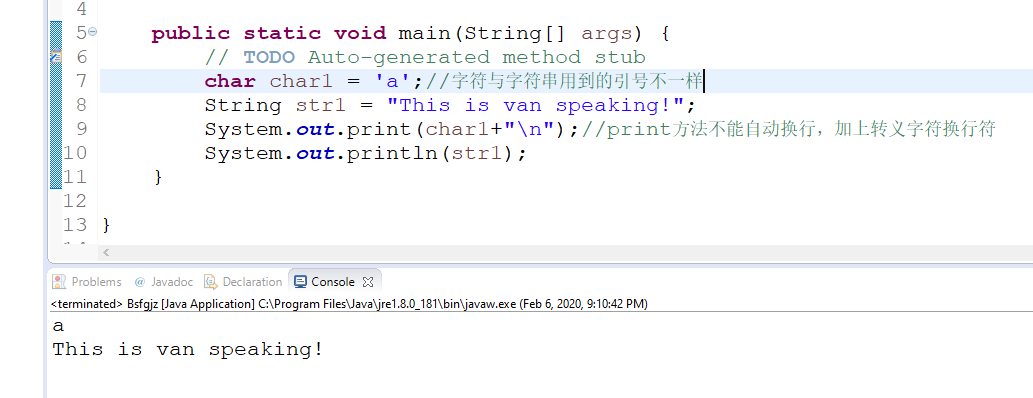 4
5 public static void main(String[] args) {
6 // TODO Auto-generated method stub
7 char char1 = 'a';//字符与字符串用到的引号不一样
8 String str1 = "This is van speaking!";
9 System.out.print(char1+"\n");//print方法不能自动换行，加上转义字符换行符
10 System.out.println(str1);
11 }
12
13 }
Problems @ Javadoc Declaration Console
<terminated> Bsfgjz [Java Application] C:\Program Files\Java\jre1.8.0_181\bin\javaw.exe (Feb 6, 2020, 9:10:42 PM)
a
This is van speaking!